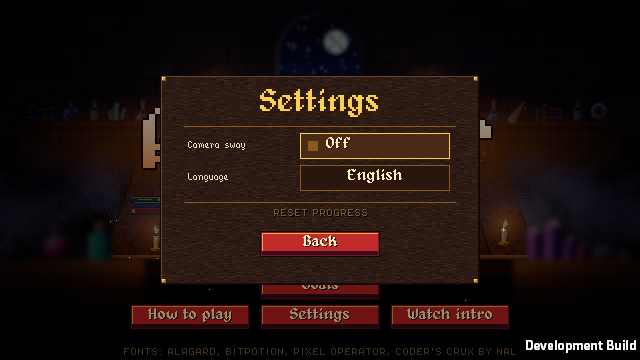 Settings
Camera sway
Off
Language
English
RESET PROGRESS
Back
Goals
How to play
Settings
Watch intro
FONTS: ALAGARD, BITPOTION, PIXEL OPERATOR, CODER'S CRUX BY NAL
Development Build